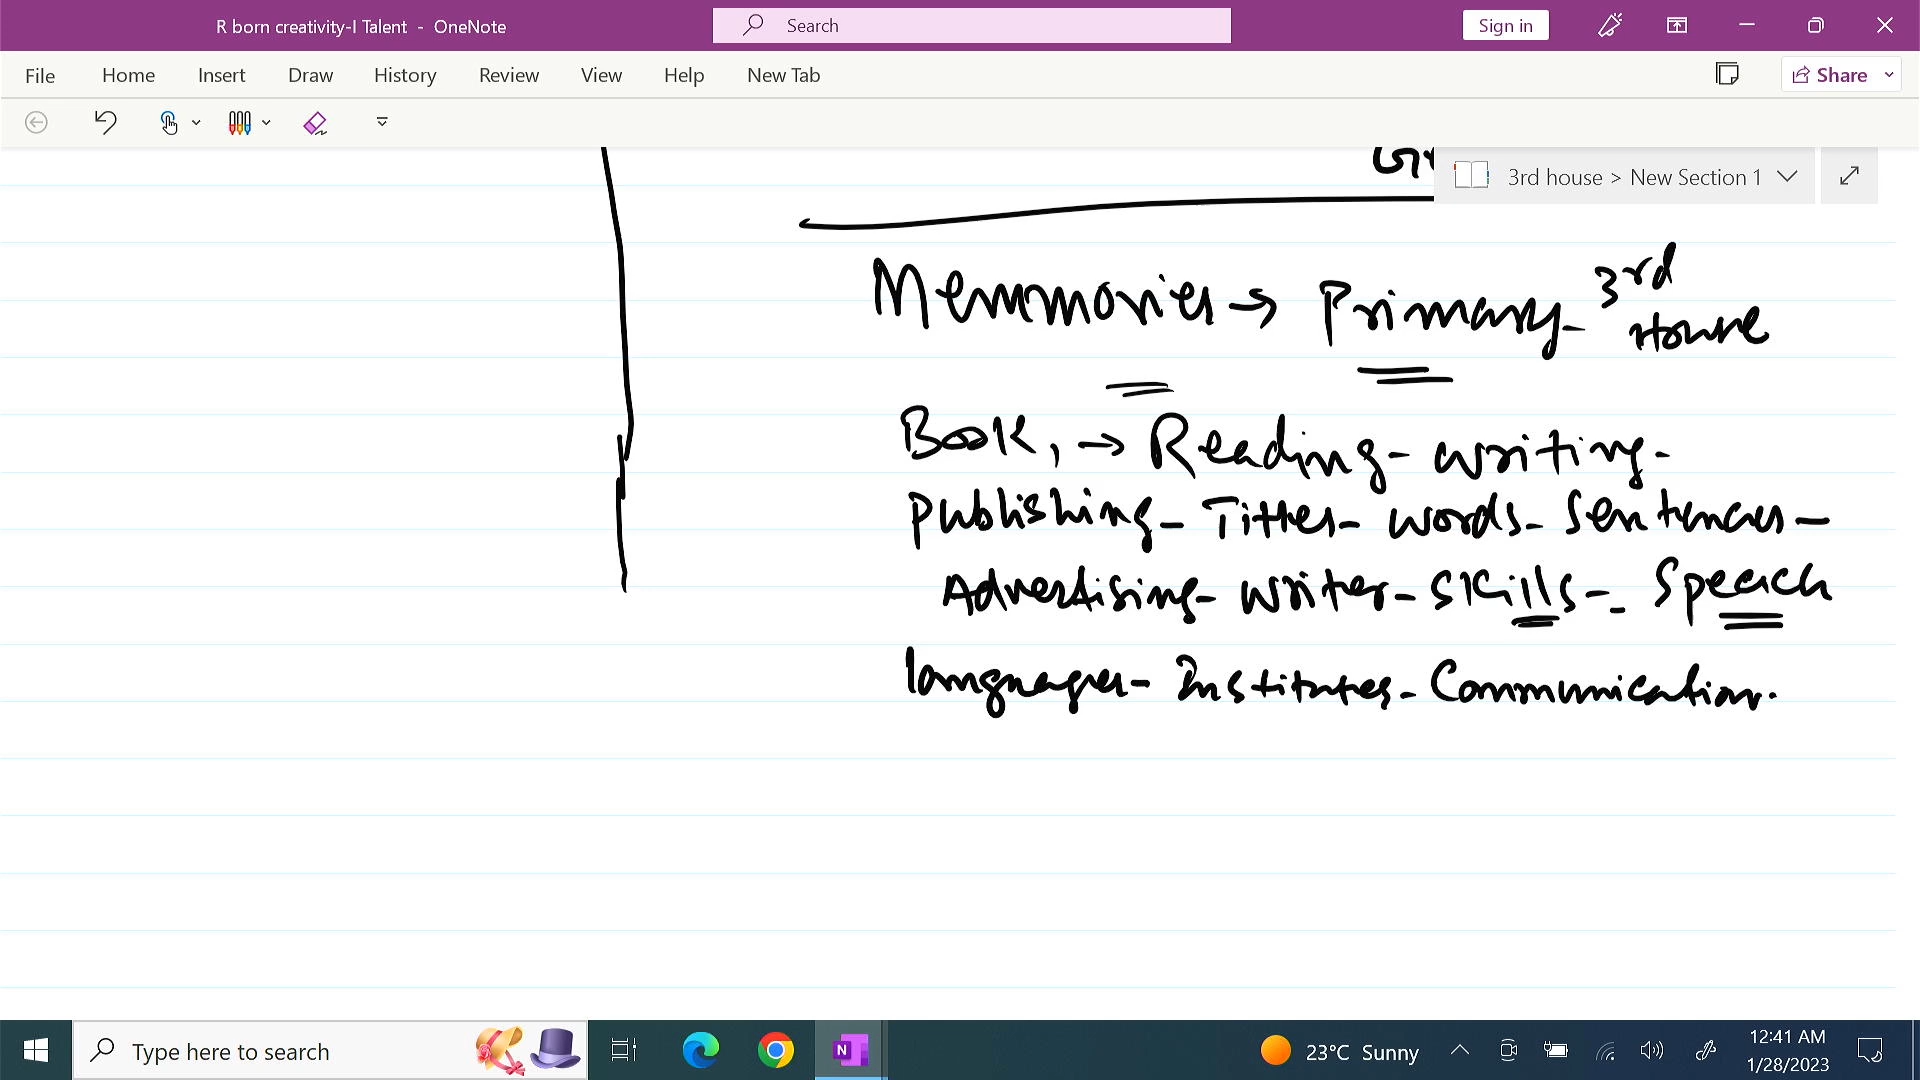 R born creativity-I Talent - OneNote
Search
Sign in
File Home Insert Draw History Review View Help New Tab
Share
3rd house > New Section 1
Memmories → Primary - 3rd House
Book, → Reading - writing -
Publishing - Titles - words - Sentences -
Advertising - writer - Skills - - Speech
languages - Institutes - Communication.
Type here to search
23°C Sunny
12:41 AM
1/28/2023